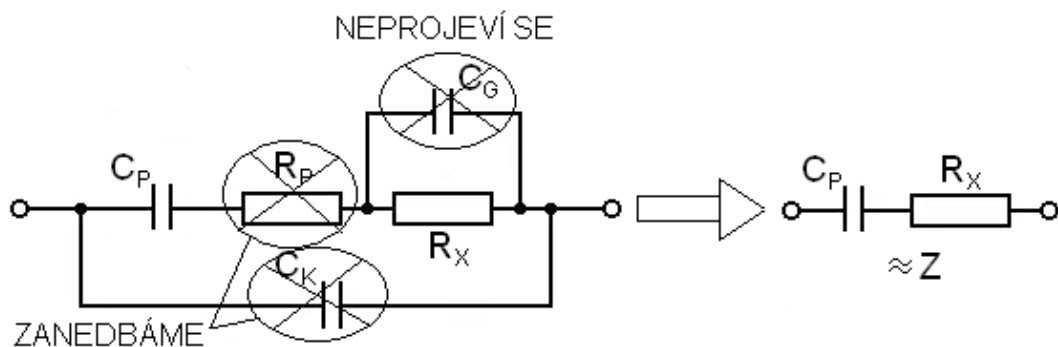 NEPROJEVÍ SE
C_G
C_P
R_P
R_X
C_K
ZANEDBÁME
C_P
R_X
≈ Z